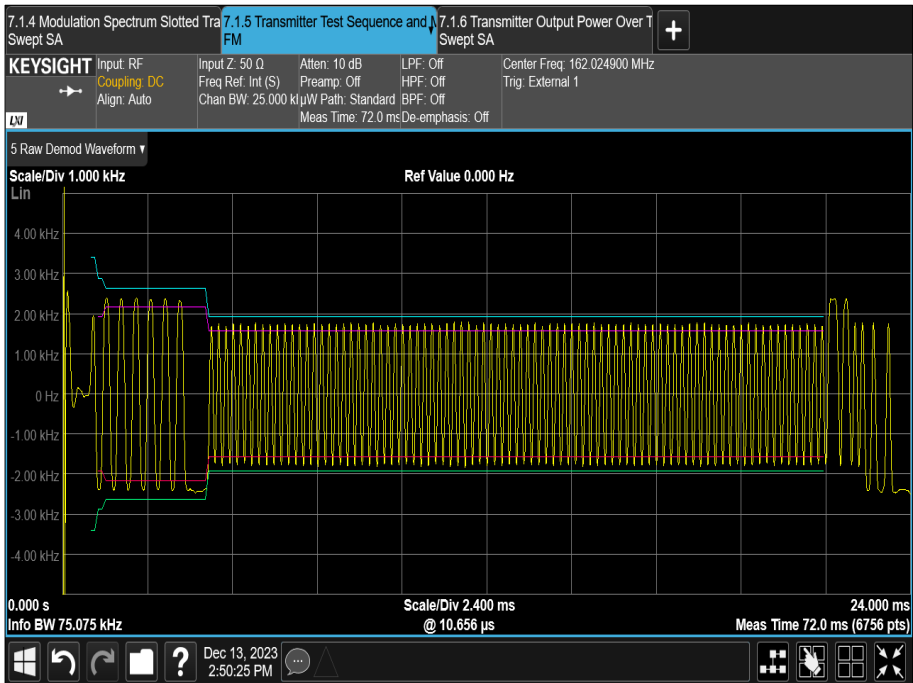 7.1.4 Modulation Spectrum Slotted Tra
Swept SA
7.1.5 Transmitter Test Sequence and
FM
7.1.6 Transmitter Output Power Over T
Swept SA
+
KEYSIGHT
LXI
Input: RF
Coupling: DC
Align: Auto
Input Z: 50 Ω
Freq Ref: Int (S)
Chan BW: 25.000 k
Atten: 10 dB
Preamp: Off
µW Path: Standard
Meas Time: 72.0 ms
LPF: Off
HPF: Off
BPF: Off
De-emphasis: Off
Center Freq: 162.024900 MHz
Trig: External 1
5 Raw Demod Waveform ▼
Scale/Div 1.000 kHz
Ref Value 0.000 Hz
Lin
4.00 kHz
3.00 kHz
2.00 kHz
1.00 kHz
0 Hz
-1.00 kHz
-2.00 kHz
-3.00 kHz
-4.00 kHz
0.000 s
Scale/Div 2.400 ms
24.000 ms
Info BW 75.075 kHz
@ 10.656 µs
Meas Time 72.0 ms (6756 pts)
?
Dec 13, 2023
2:50:25 PM